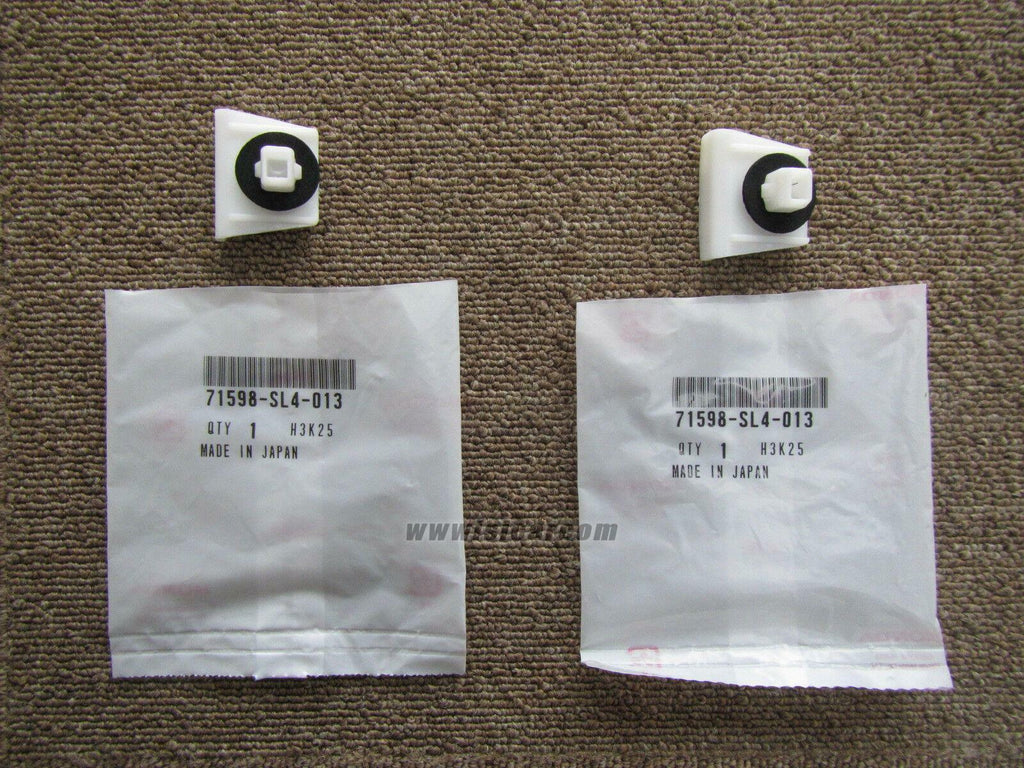 71598-SL4-013
QTY 1 H3K25
MADE IN JAPAN
71598-SL4-013
QTY 1 H3K25
MADE IN JAPAN